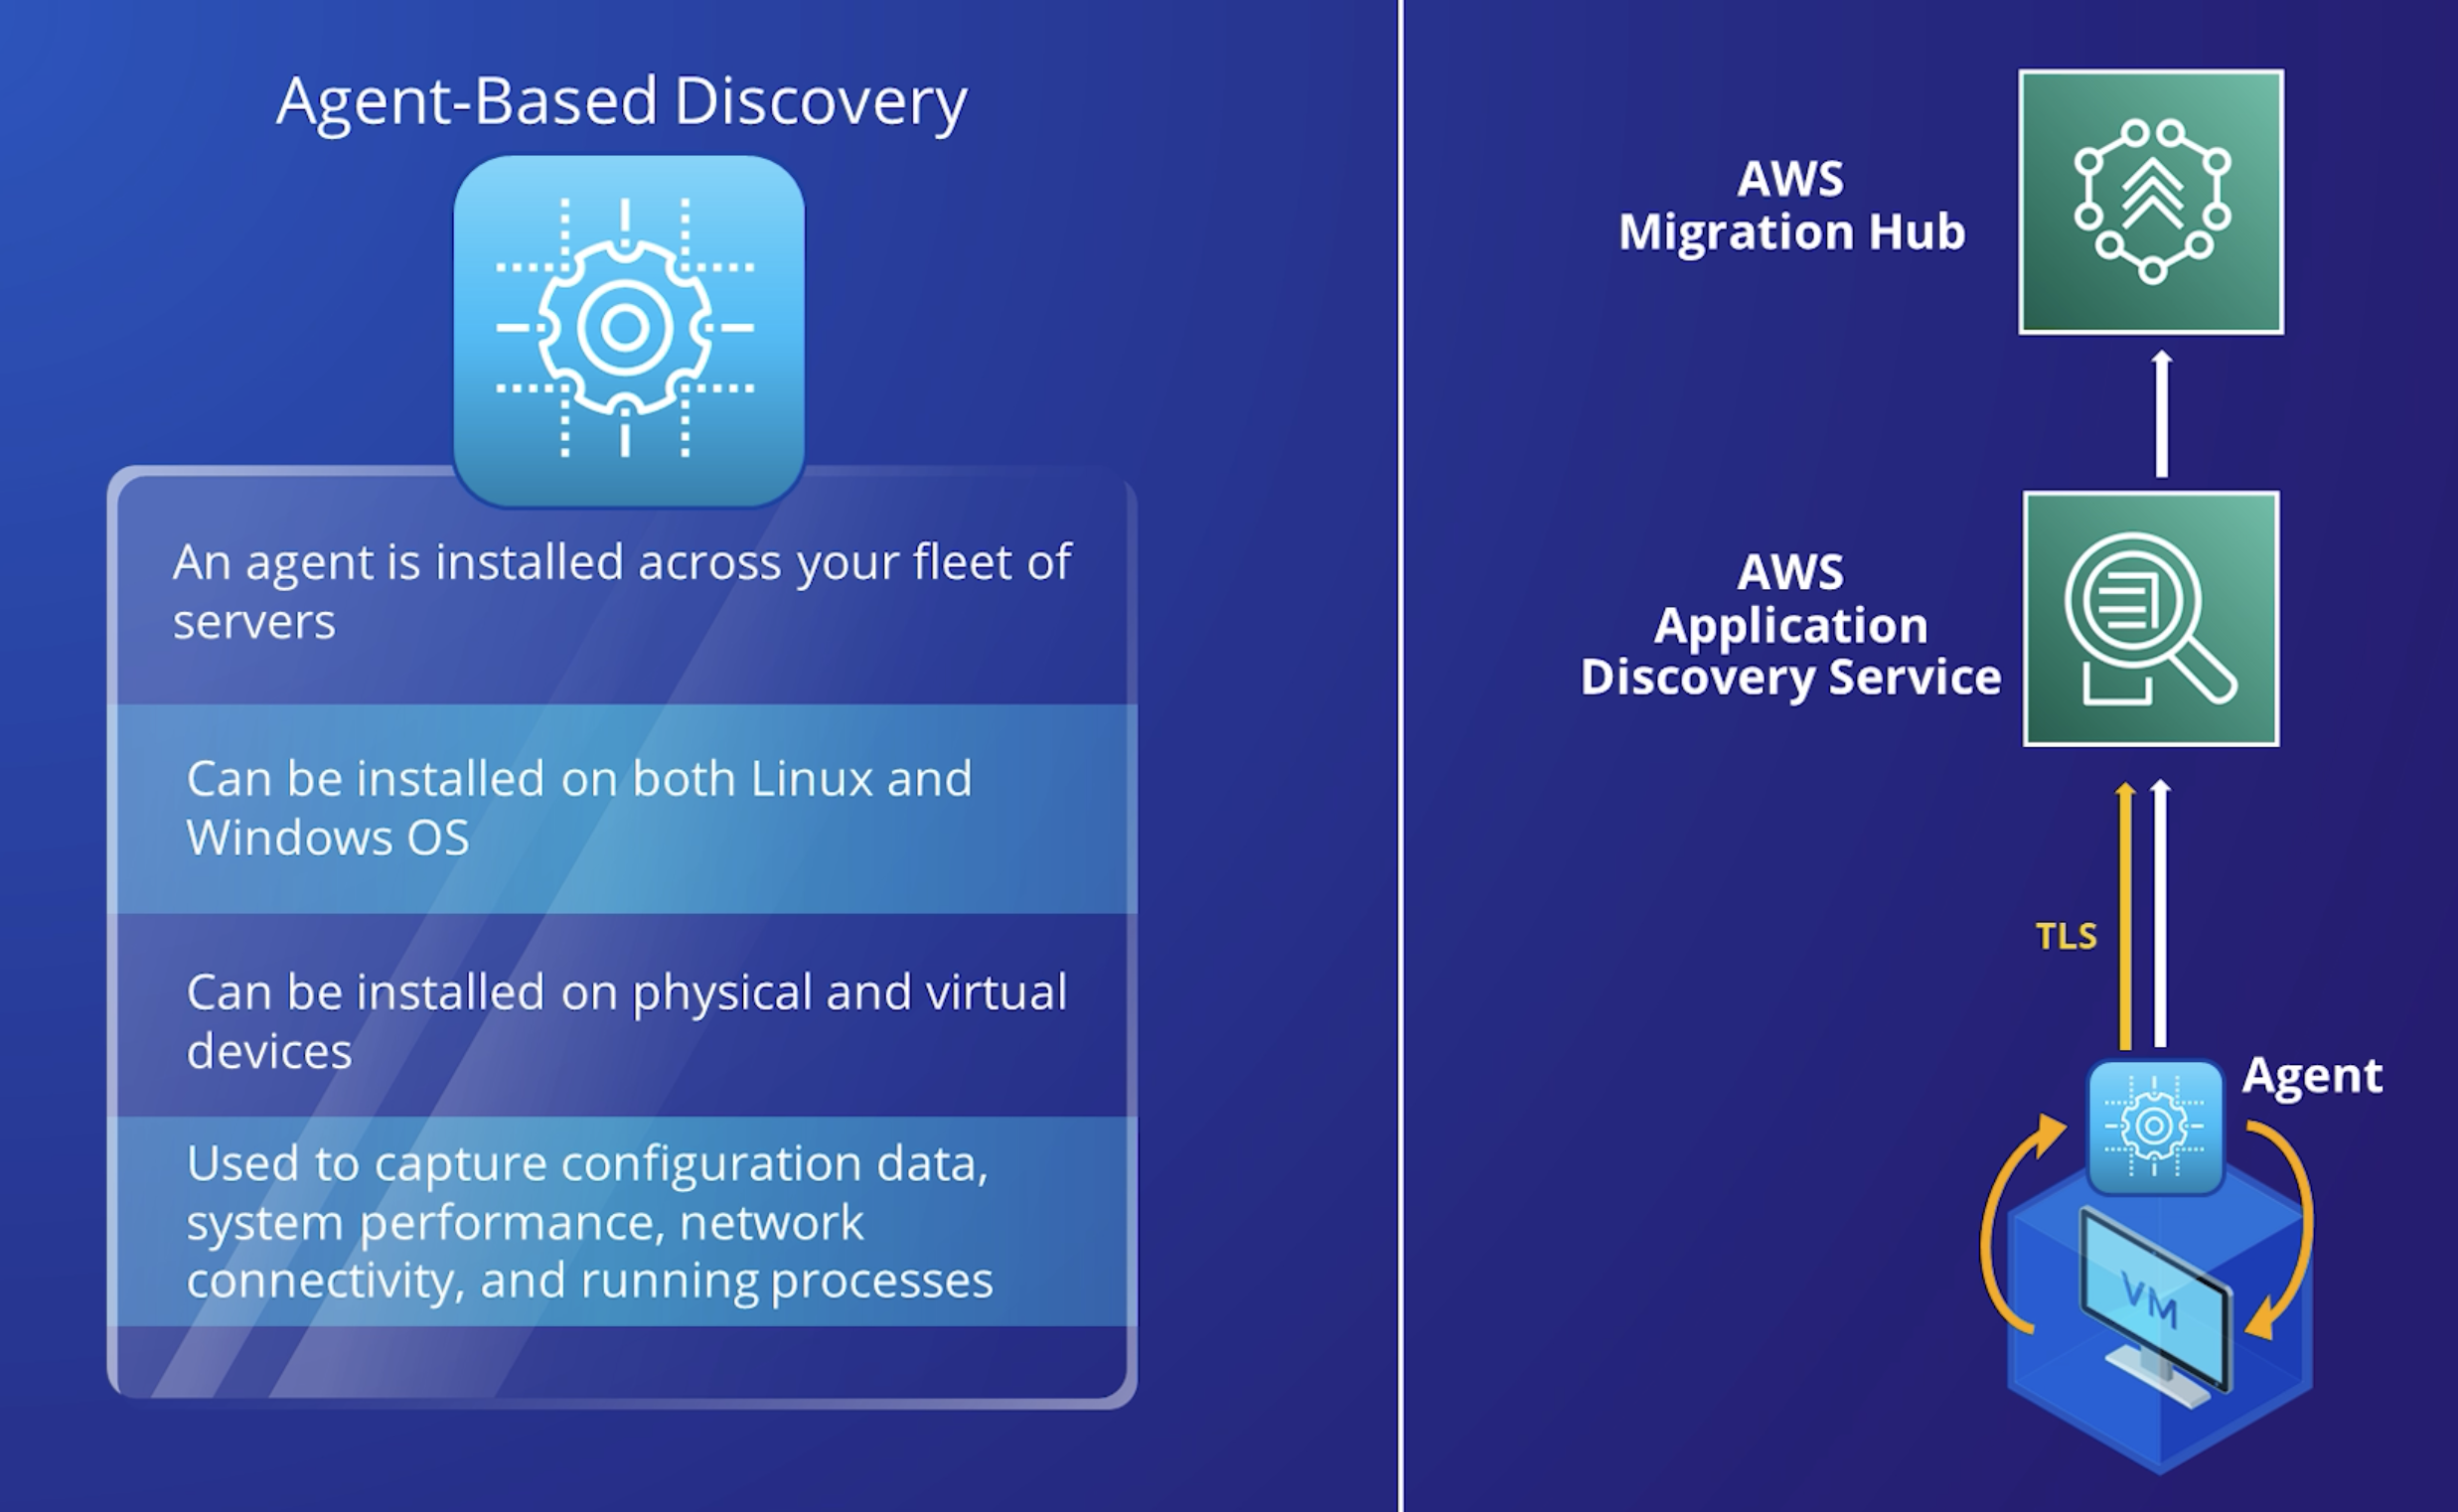 Agent-Based Discovery
An agent is installed across your fleet of
servers
Can be installed on both Linux and
Windows OS
Can be installed on physical and virtual
devices
Used to capture configuration data,
system performance, network
connectivity, and running processes
AWS
Migration Hub
AWS
Application
Discovery Service
TLS
Agent
VM